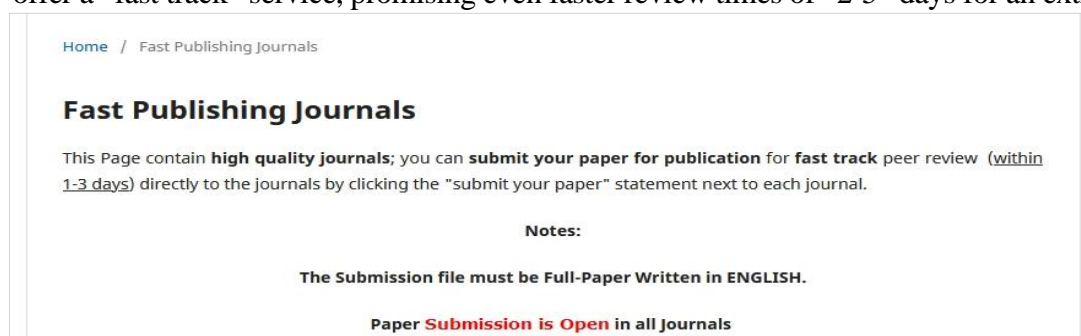 offer a "fast track" service, promising even faster review times of "2-3" days for an
Home / Fast Publishing Journals
Fast Publishing Journals
This Page contain high quality journals; you can submit your paper for publication for fast track peer review (within
1-3 days) directly to the journals by clicking the "submit your paper" statement next to each journal.
Notes:
The Submission file must be Full-Paper Written in ENGLISH.
Paper Submission is Open in all Journals